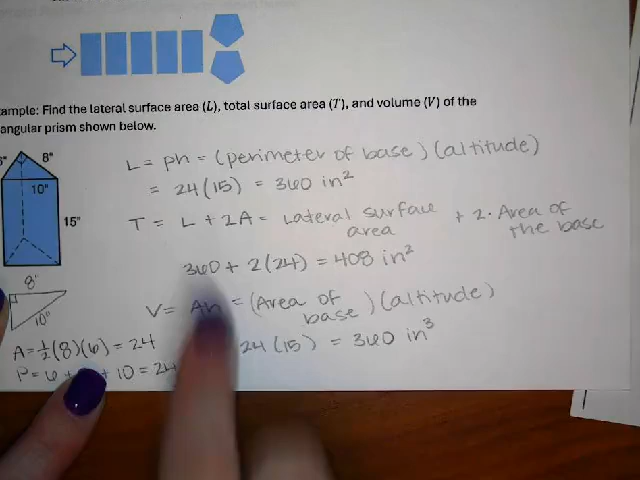 ample: Find the lateral surface area (L), total surface area (T), and volume (V) of the
angular prism shown below.
8"
10"
15"
L = ph = (perimeter of base)(altitude)
= 24(15) = 360 in²
T = L + 2A = Lateral surface area + 2 · Area of the base
360 + 2(24) = 408 in²
8"
10"
V = Ah = (Area of base)(altitude)
24(15) = 360 in³
A = ½(8)(6) = 24
P = 6 + + 10 = 24